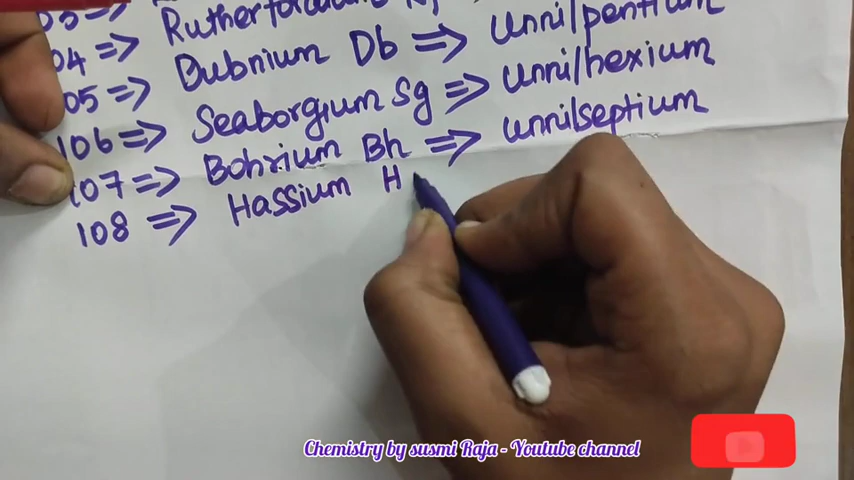 04 => Rutherfordium Rf
05 => Dubnium Db => Unnilpentium
106 => Seaborgium Sg => Unnilhexium
107 => Bohrium Bh => Unnilseptium
108 => Hassium H
Chemistry by susmi Raja - Youtube channel